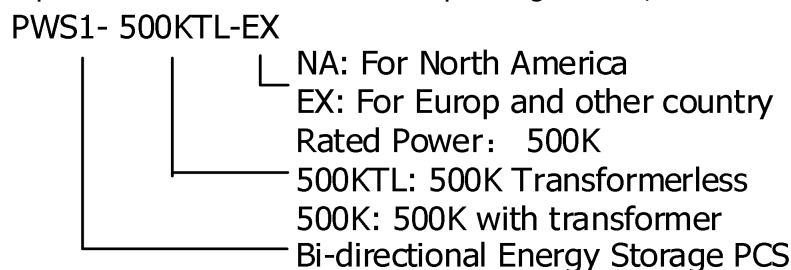 PWS1- 500KTL-EX
NA: For North America
EX: For Europ and other country
Rated Power： 500K
500KTL: 500K Transformerless
500K: 500K with transformer
Bi-directional Energy Storage PCS